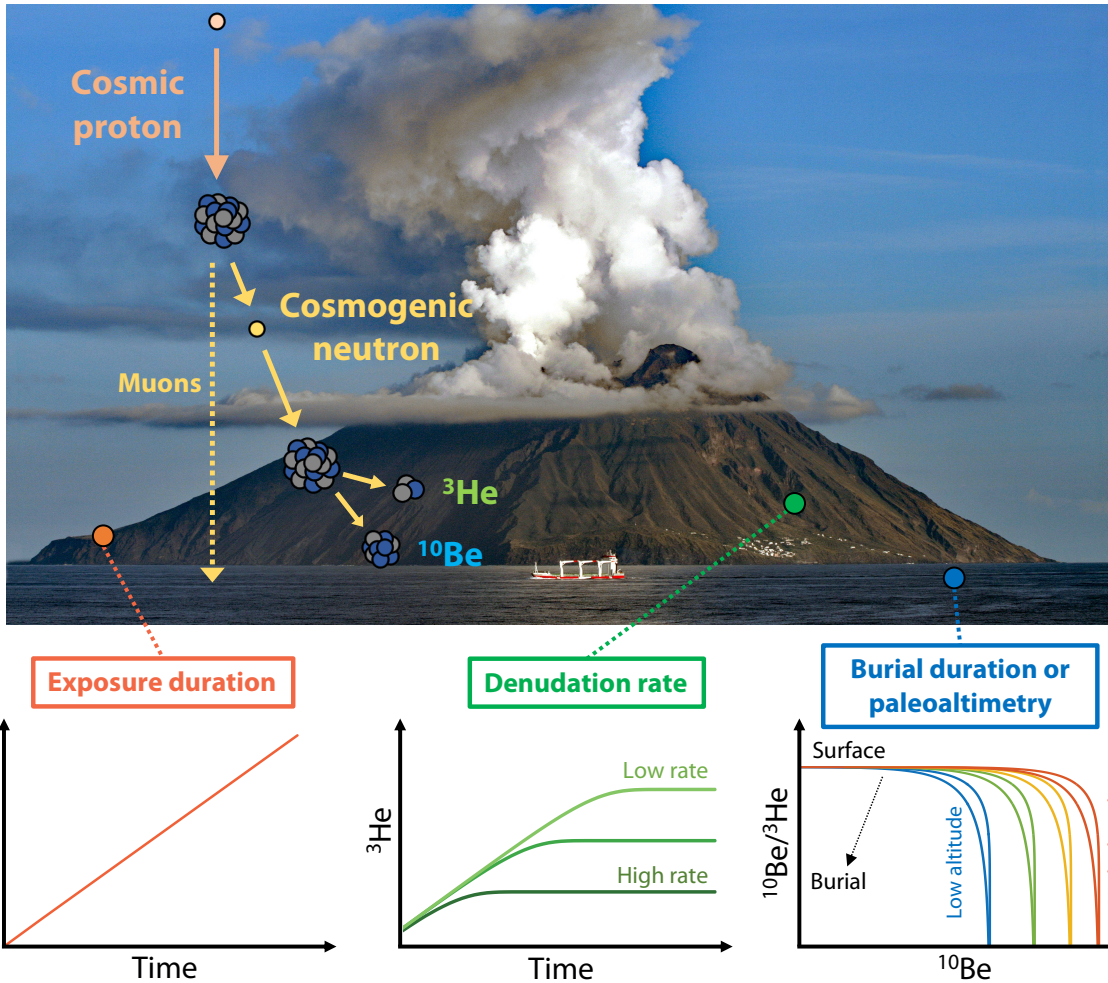 Cosmic
proton
Cosmogenic
neutron
Muons
³He
¹⁰Be
Exposure duration
Denudation rate
Burial duration or
paleoaltimetry
Time
³He
Low rate
High rate
Time
¹⁰Be/³He
Surface
Burial
Low altitude
¹⁰Be